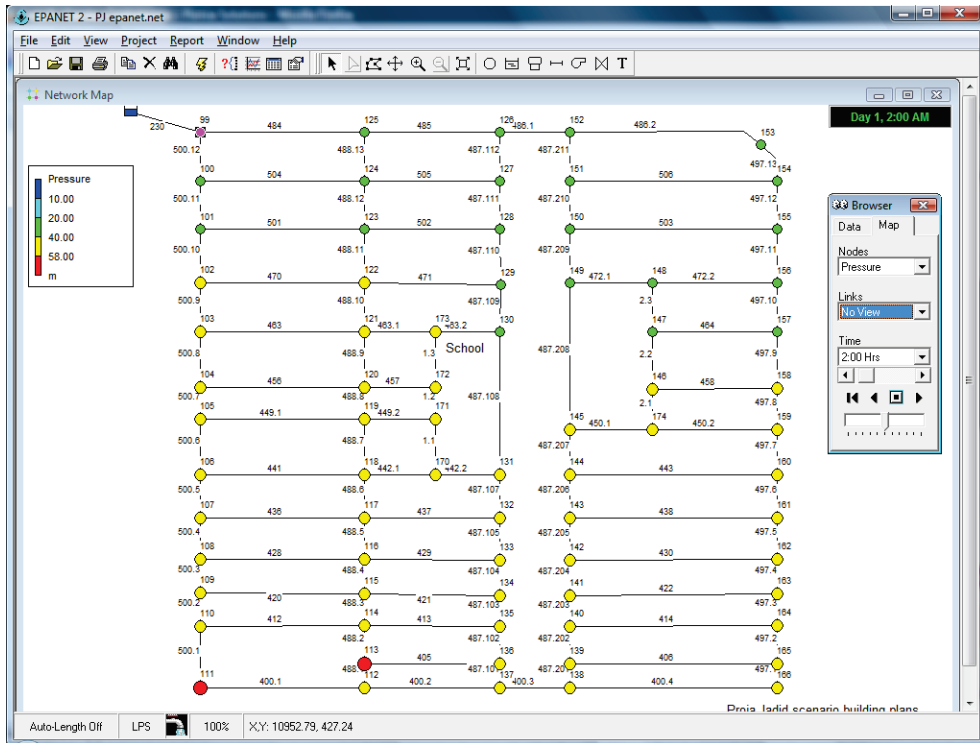 EPANET 2 - PJ epanet.net
File Edit View Project Report Window Help
T
Network Map
Day 1, 2:00 AM
230 99 484 125 485 126 486.1 152 486.2 153
500.12 488.13 487.112 487.211 497.13
100 504 124 505 127 151 506 154
500.11 488.12 487.111 487.210 497.12
101 501 123 502 128 150 503 155
500.10 488.11 487.110 487.209 497.11
102 470 122 471 129 149 472.1 148 472.2 156
500.9 488.10 487.109 2.3 497.10
103 463 121 463.1 173 463.2 130 147 464 157
School
500.8 488.9 1.3 487.208 2.2 497.9
104 456 120 457 172 146 458 158
500.7 488.8 1.2 487.108 2.1 497.8
105 449.1 119 449.2 171 145 450.1 174 450.2 159
500.6 488.7 1.1 487.207 497.7
106 441 118 442.1 170 442.2 131 144 443 160
500.5 488.6 487.107 487.206 497.6
107 436 117 437 132 143 438 161
500.4 488.5 487.105 487.205 497.5
108 428 116 429 133 142 430 162
500.3 488.4 487.104 487.204 497.4
109 420 115 421 134 141 422 163
500.2 488.3 487.103 487.203 497.3
110 412 114 413 135 140 414 164
500.1 488.2 487.102 487.202 497.2
113 405 136 139 406 165
111 400.1 112 400.2 137 400.3 138 400.4 166
Pressure
10.00
20.00
40.00
58.00
m
Browser
Data Map
Nodes
Pressure
Links
No View
Time
2:00 Hrs
Proja Jadid scenario building plans
Auto-Length Off LPS 100% X,Y: 10952.79, 427.24